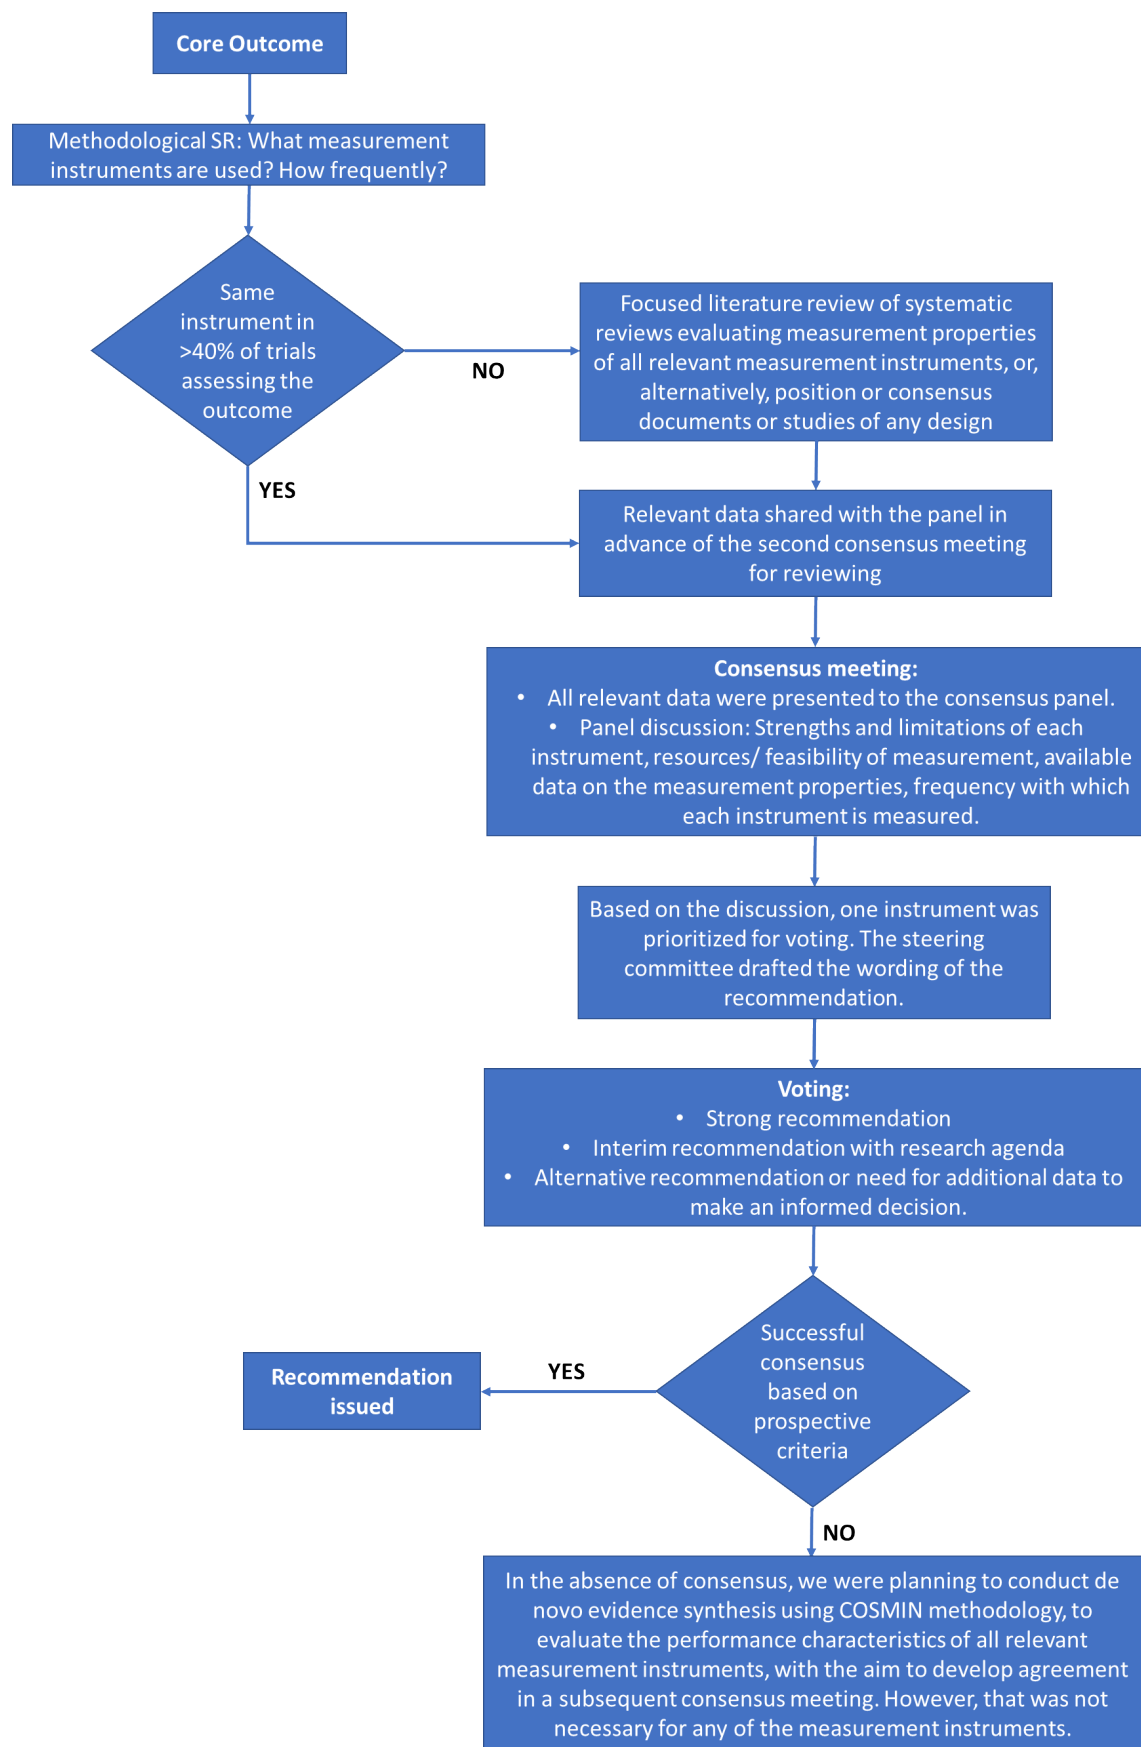 Core Outcome
Methodological SR: What measurement
instruments are used? How frequently?
Same
instrument in
>40% of trials
assessing the
outcome
NO
Focused literature review of systematic
reviews evaluating measurement properties
of all relevant measurement instruments, or,
alternatively, position or consensus
documents or studies of any design
YES
Relevant data shared with the panel in
advance of the second consensus meeting
for reviewing
Consensus meeting:
• All relevant data were presented to the consensus panel.
• Panel discussion: Strengths and limitations of each
instrument, resources/ feasibility of measurement, available
data on the measurement properties, frequency with which
each instrument is measured.
Based on the discussion, one instrument was
prioritized for voting. The steering
committee drafted the wording of the
recommendation.
Voting:
• Strong recommendation
• Interim recommendation with research agenda
• Alternative recommendation or need for additional data to
make an informed decision.
Successful
consensus
based on
prospective
criteria
YES
Recommendation
issued
NO
In the absence of consensus, we were planning to conduct de
novo evidence synthesis using COSMIN methodology, to
evaluate the performance characteristics of all relevant
measurement instruments, with the aim to develop agreement
in a subsequent consensus meeting. However, that was not
necessary for any of the measurement instruments.